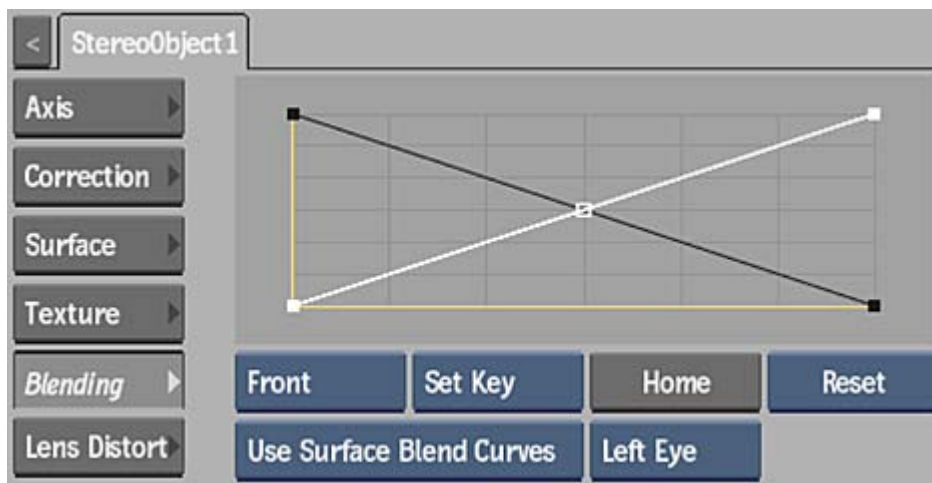 < StereoObject1
Axis
Correction
Surface
Texture
Blending
Lens Distort
Front Set Key Home Reset
Use Surface Blend Curves Left Eye